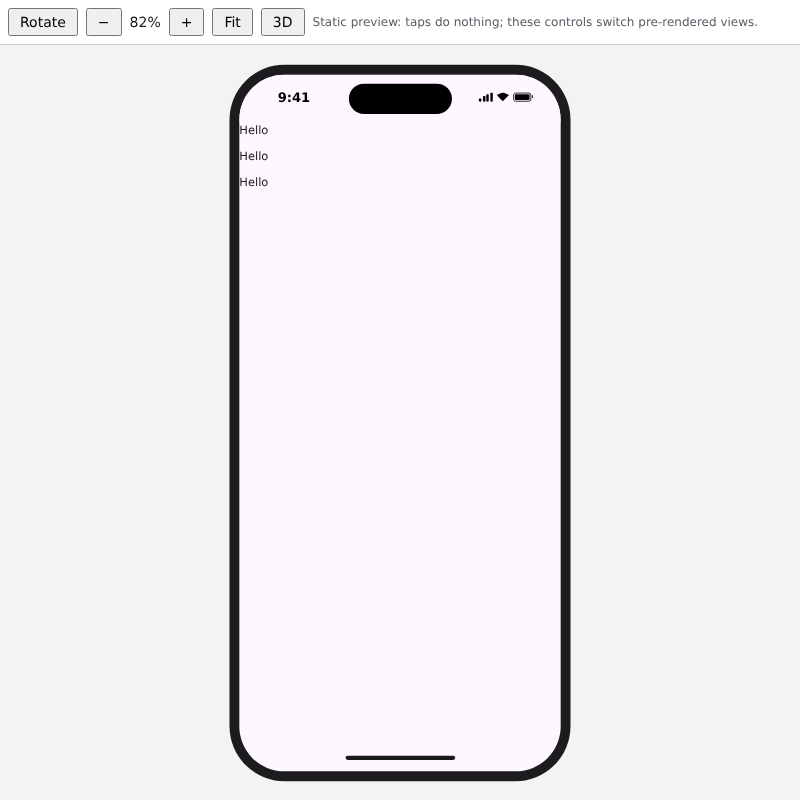 Rotate − 82% + Fit 3D Static preview: taps do nothing; these controls switch pre-rendered views.
9:41
Hello
Hello
Hello